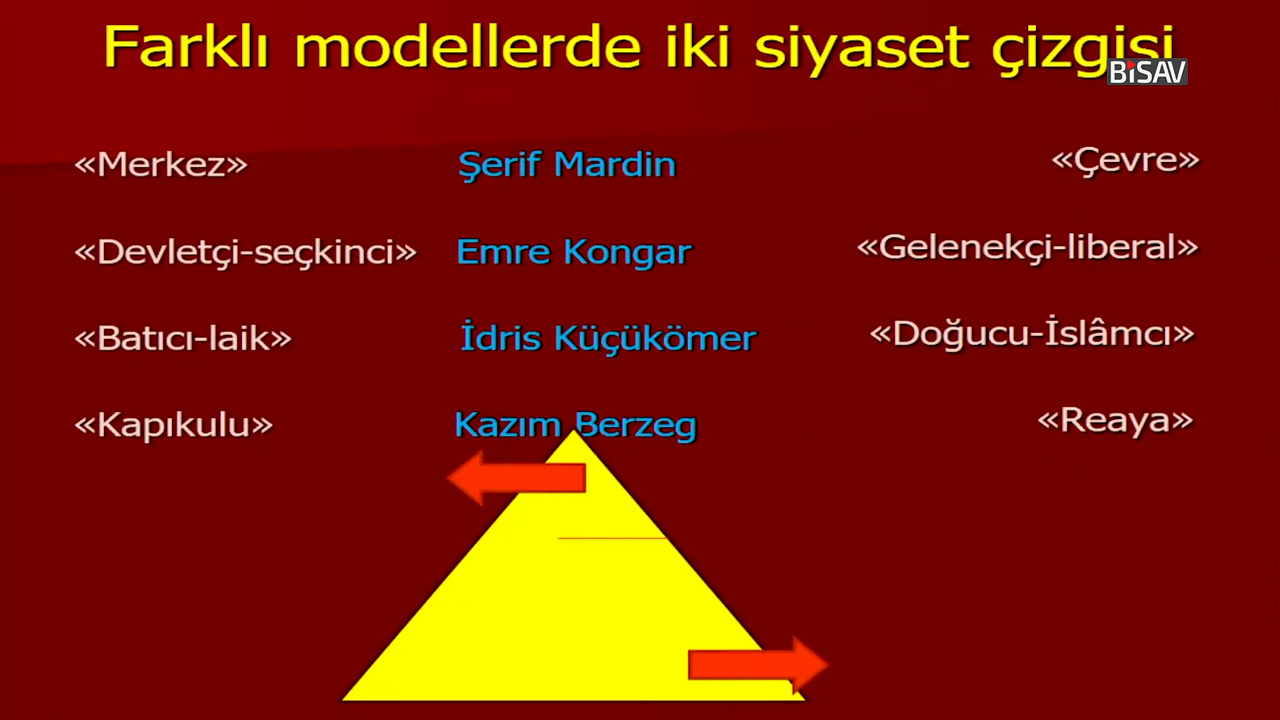 Farklı modellerde iki siyaset çizgisi
BİSAV
«Merkez» Şerif Mardin «Çevre»
«Devletçi-seçkinci» Emre Kongar «Gelenekçi-liberal»
«Batıcı-laik» İdris Küçükömer «Doğucu-İslâmcı»
«Kapıkulu» Kazım Berzeg «Reaya»